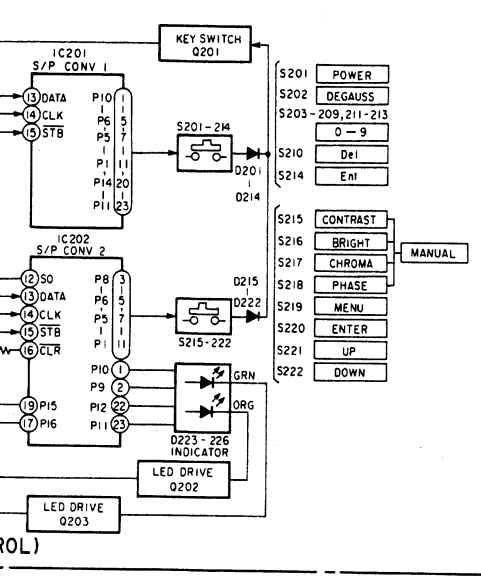 KEY SWITCH
Q201
IC201
S/P CONV 1
13 DATA
14 CLK
15 STB
P10 1
P6 5
P5 7
P1 11
P14 20
P11 23
S201-214
D201
D214
S201 POWER
S202 DEGAUSS
S203-209, 211-213
0-9
S210 Del
S214 Ent
IC202
S/P CONV 2
12 SO
13 DATA
14 CLK
15 STB
16 CLR
19 P15
17 P16
P8 3
P6 5
P5 7
P1 11
P10 1
P9 2
P12 22
P11 23
D215
D222
S215-222
S215 CONTRAST
S216 BRIGHT
S217 CHROMA
S218 PHASE
MANUAL
S219 MENU
S220 ENTER
S221 UP
S222 DOWN
GRN
ORG
D223-226
INDICATOR
LED DRIVE
Q202
LED DRIVE
Q203
ROL)